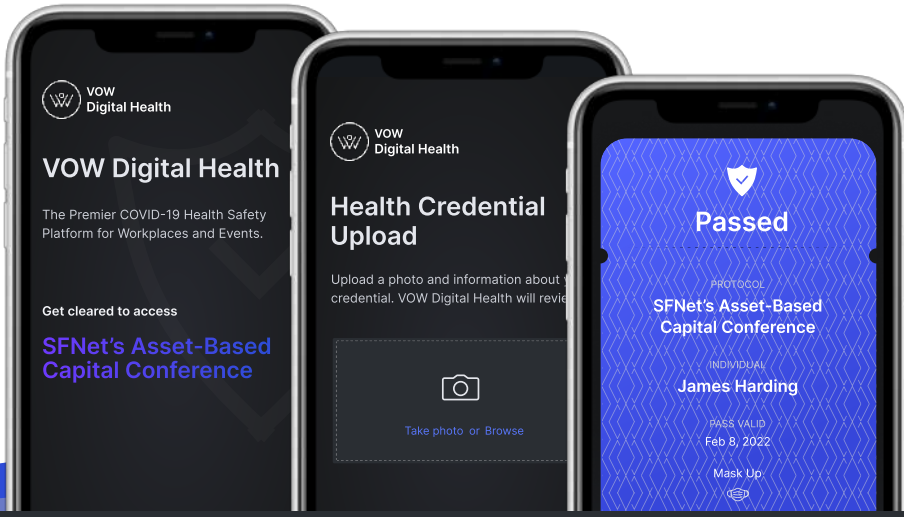 VOW
Digital Health
VOW Digital Health
The Premier COVID-19 Health Safety
Platform for Workplaces and Events.
Get cleared to access
SFNet's Asset-Based
Capital Conference
VOW
Digital Health
Health Credential
Upload
Upload a photo and information about
credential. VOW Digital Health will
Take photo or Browse
Passed
PROTOCOL
SFNet's Asset-Based
Capital Conference
INDIVIDUAL
James Harding
PASS VALID
Feb 8, 2022
Mask Up